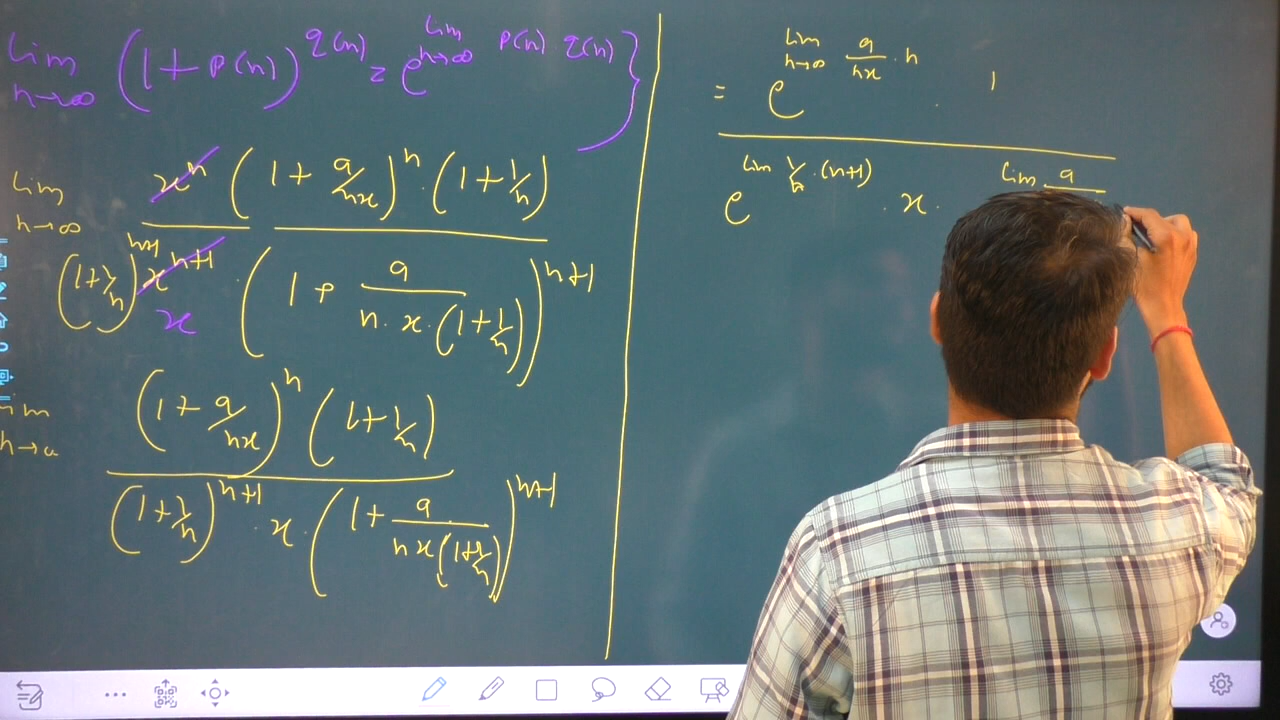 lim n→∞ (1+P(n))^q(n) = e^lim n→∞ P(n) q(n) }
lim n→∞ x^n (1 + a/nx)^n · (1+1/n)
(1+1/n)^n+1 x^n+1 · (1 + a/n·x·(1+1/n))^n+1
x
lim n→∞ (1 + a/nx)^n (1+1/n)
(1+1/n)^n+1 · x · (1 + a/nx(1+1/n))^n+1
= e^lim n→∞ a/nx · n · 1
e^lim 1/n · (n+1) · x · lim a